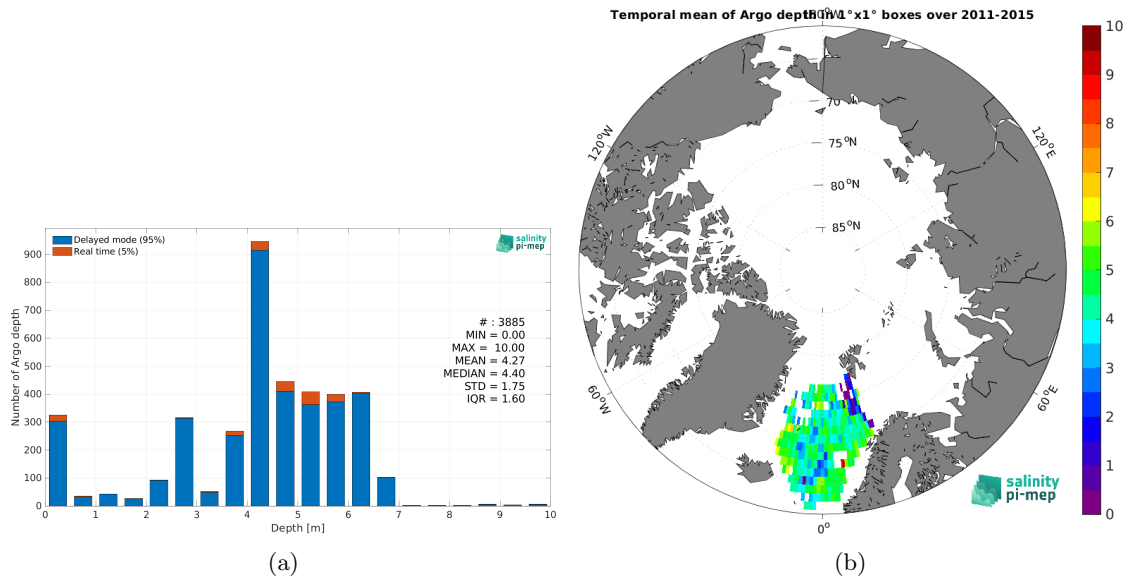 Temporal mean of Argo depth in 1°x1° boxes over 2011-2015
Delayed mode (95%)
Real time (5%)
salinity
pi-mep
# : 3885
MIN = 0.00
MAX = 10.00
MEAN = 4.27
MEDIAN = 4.40
STD = 1.75
IQR = 1.60
Number of Argo depth
900
800
700
600
500
400
300
200
100
0
0 1 2 3 4 5 6 7 8 9 10
Depth [m]
(a)
180°W
120°W
120°E
60°W
60°E
0°
75°N
80°N
85°N
salinity
pi-mep
10
9
8
7
6
5
4
3
2
1
0
(b)